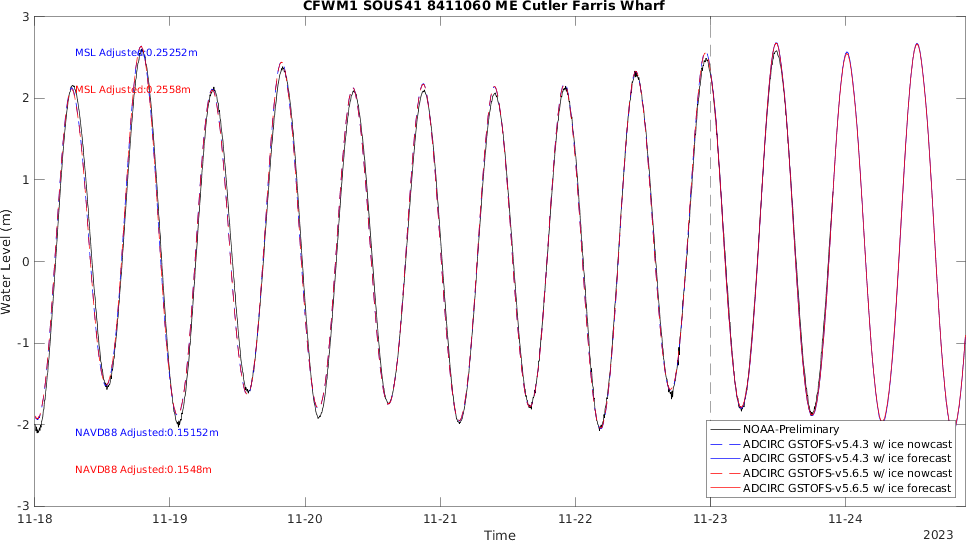 CFWM1 SOUS41 8411060 ME Cutler Farris Wharf
3
MSL Adjusted:0.25252m
MSL Adjusted:0.2558m
2
1
0
-1
-2
-3
Water Level (m)
NAVD88 Adjusted:0.15152m
NAVD88 Adjusted:0.1548m
NOAA-Preliminary
ADCIRC GSTOFS-v5.4.3 w/ ice nowcast
ADCIRC GSTOFS-v5.4.3 w/ ice forecast
ADCIRC GSTOFS-v5.6.5 w/ ice nowcast
ADCIRC GSTOFS-v5.6.5 w/ ice forecast
11-18 11-19 11-20 11-21 11-22 11-23 11-24
Time
2023